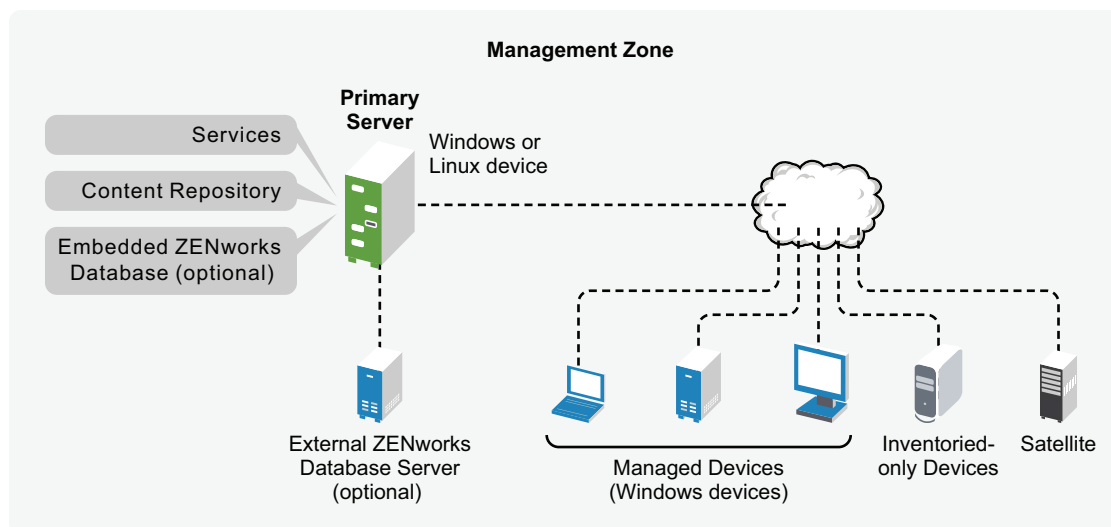 Management Zone
Primary
Server
Services
Content Repository
Embedded ZENworks
Database (optional)
Windows or
Linux device
External ZENworks
Database Server
(optional)
Managed Devices
(Windows devices)
Inventoried-
only Devices
Satellite